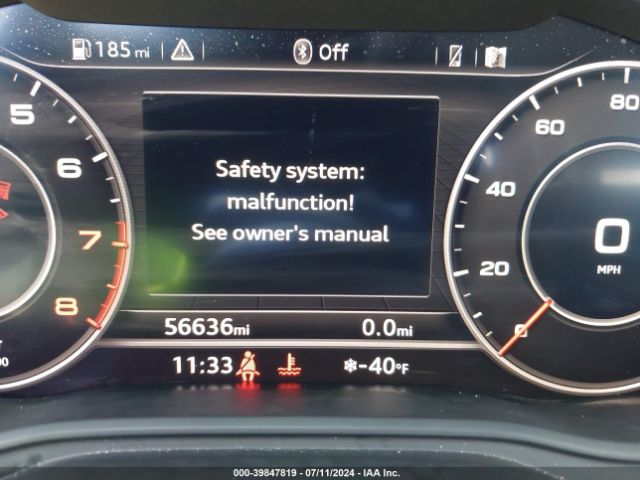 185 mi Off
5
6
7
8
00
Safety system:
malfunction!
See owner's manual
56636mi 0.0mi
11:33 -40°F
80
60
40
20
0
0
MPH
000-39847819 - 07/11/2024 - IAA Inc.